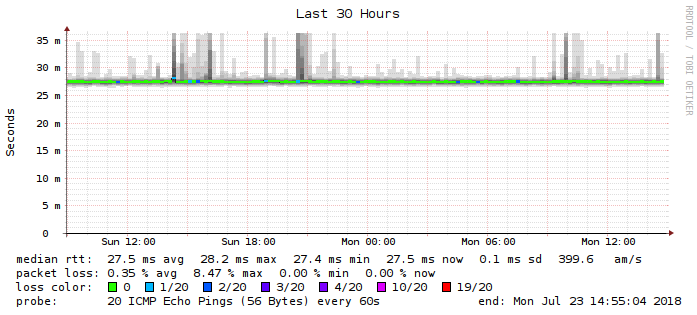 Last 30 Hours
RRDTOOL / TOBI OETIKER
Seconds
35 m
30 m
25 m
20 m
15 m
10 m
5 m
0
Sun 12:00 Sun 18:00 Mon 00:00 Mon 06:00 Mon 12:00
median rtt: 27.5 ms avg 28.2 ms max 27.4 ms min 27.5 ms now 0.1 ms sd 399.6 am/s
packet loss: 0.35 % avg 8.47 % max 0.00 % min 0.00 % now
loss color: 0 1/20 2/20 3/20 4/20 10/20 19/20
probe: 20 ICMP Echo Pings (56 Bytes) every 60s end: Mon Jul 23 14:55:04 2018